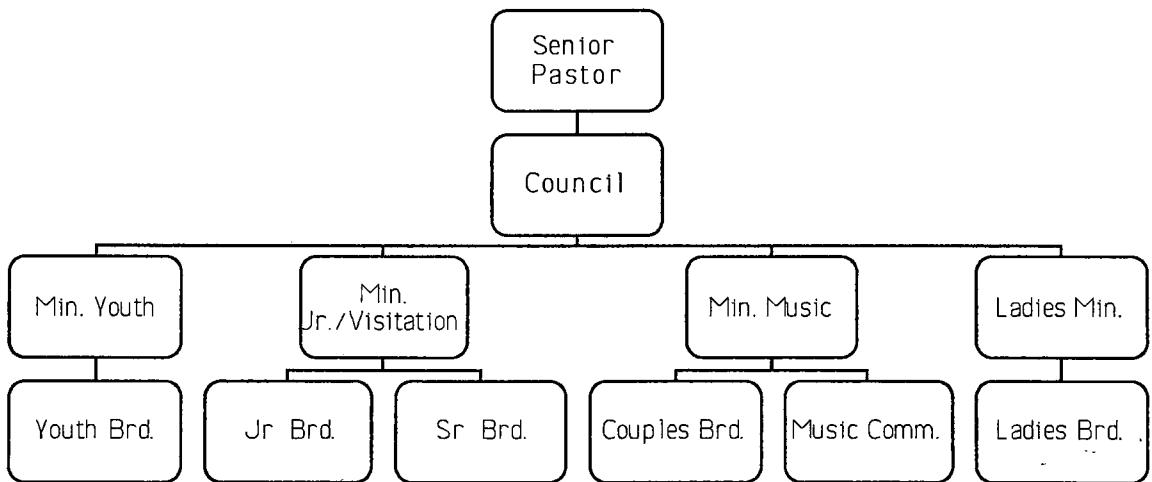 Senior
Pastor
Council
Min. Youth
Min.
Jr./Visitation
Min. Music
Ladies Min.
Youth Brd.
Jr Brd.
Sr Brd.
Couples Brd.
Music Comm.
Ladies Brd.